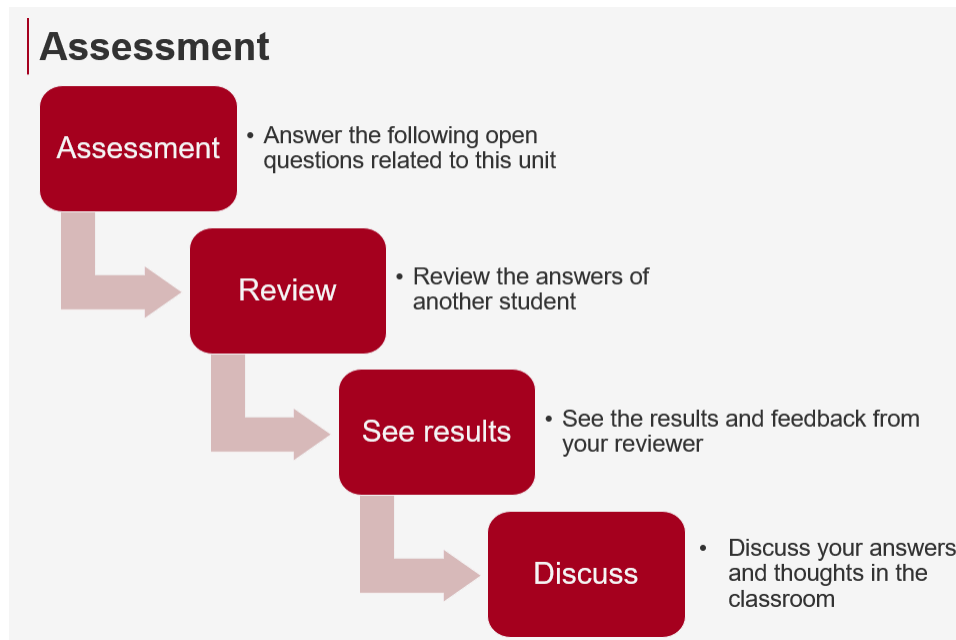 Assessment
Assessment
• Answer the following open
questions related to this unit
Review
• Review the answers of
another student
See results
• See the results and feedback from
your reviewer
Discuss
• Discuss your answers
and thoughts in the
classroom